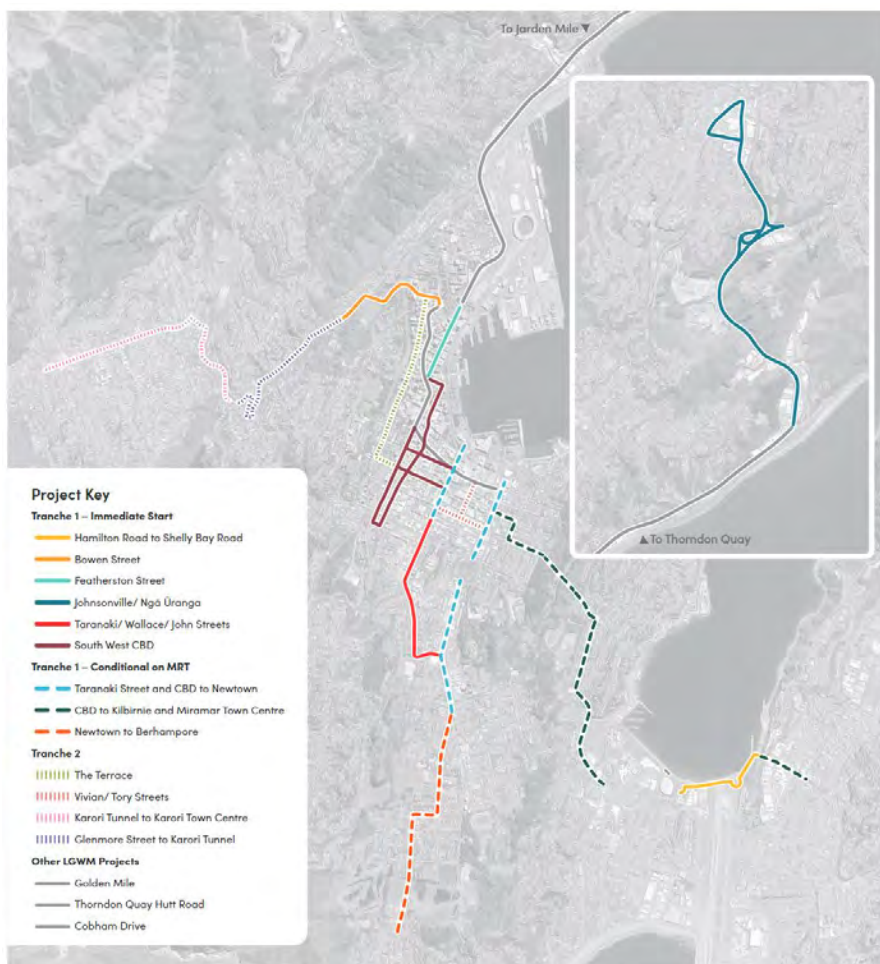 To Jarden Mile ▼
▲To Thorndon Quay
Project Key
Tranche 1 – Immediate Start
Hamilton Road to Shelly Bay Road
Bowen Street
Featherston Street
Johnsonville/ Ngā Ūranga
Taranaki/ Wallace/ John Streets
South West CBD
Tranche 1 – Conditional on MRT
Taranaki Street and CBD to Newtown
CBD to Kilbirnie and Miramar Town Centre
Newtown to Berhampore
Tranche 2
The Terrace
Vivian/ Tory Streets
Karori Tunnel to Karori Town Centre
Glenmore Street to Karori Tunnel
Other LGWM Projects
Golden Mile
Thorndon Quay Hutt Road
Cobham Drive